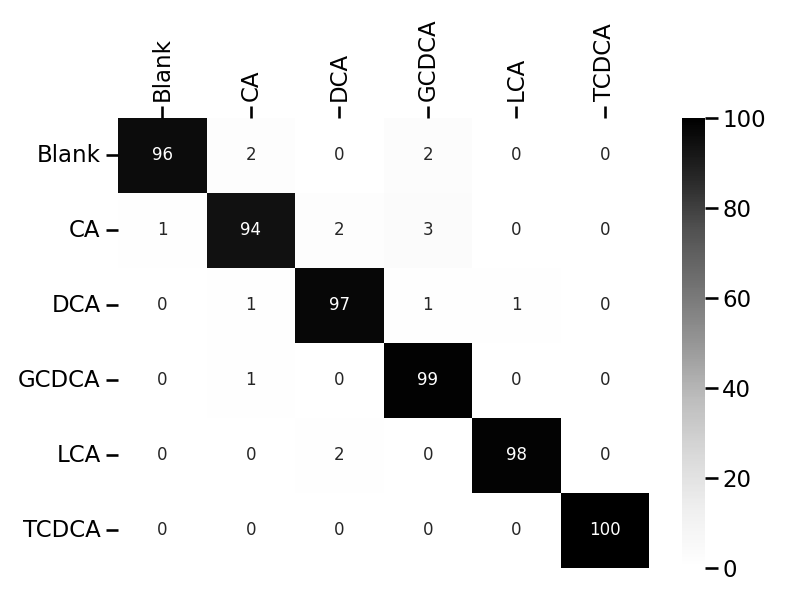 Blank CA DCA GCDCA LCA TCDCA
Blank 96 2 0 2 0 0
CA 1 94 2 3 0 0
DCA 0 1 97 1 1 0
GCDCA 0 1 0 99 0 0
LCA 0 0 2 0 98 0
TCDCA 0 0 0 0 0 100
100
80
60
40
20
0